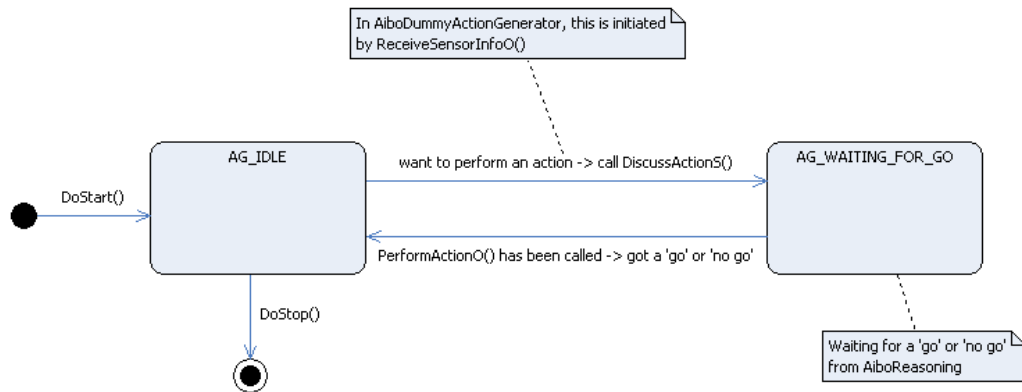 In AiboDummyActionGenerator, this is initiated
by ReceiveSensorInfoO()
AG_IDLE
AG_WAITING_FOR_GO
want to perform an action -> call DiscussActionS()
DoStart()
PerformActionO() has been called -> got a 'go' or 'no go'
DoStop()
Waiting for a 'go' or 'no go'
from AiboReasoning